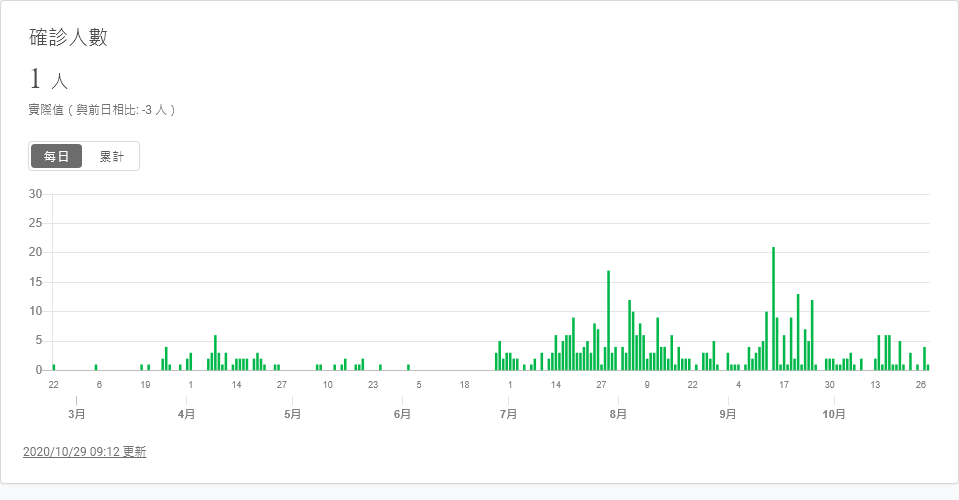 確診人數
1 人
實際值 ( 與前日相比: -3 人 )
每日 累計
30
25
20
15
10
5
0
22 6 19 1 14 27 10 23 5 18 1 14 27 9 22 4 17 30 13 26
3月 4月 5月 6月 7月 8月 9月 10月
2020/10/29 09:12 更新